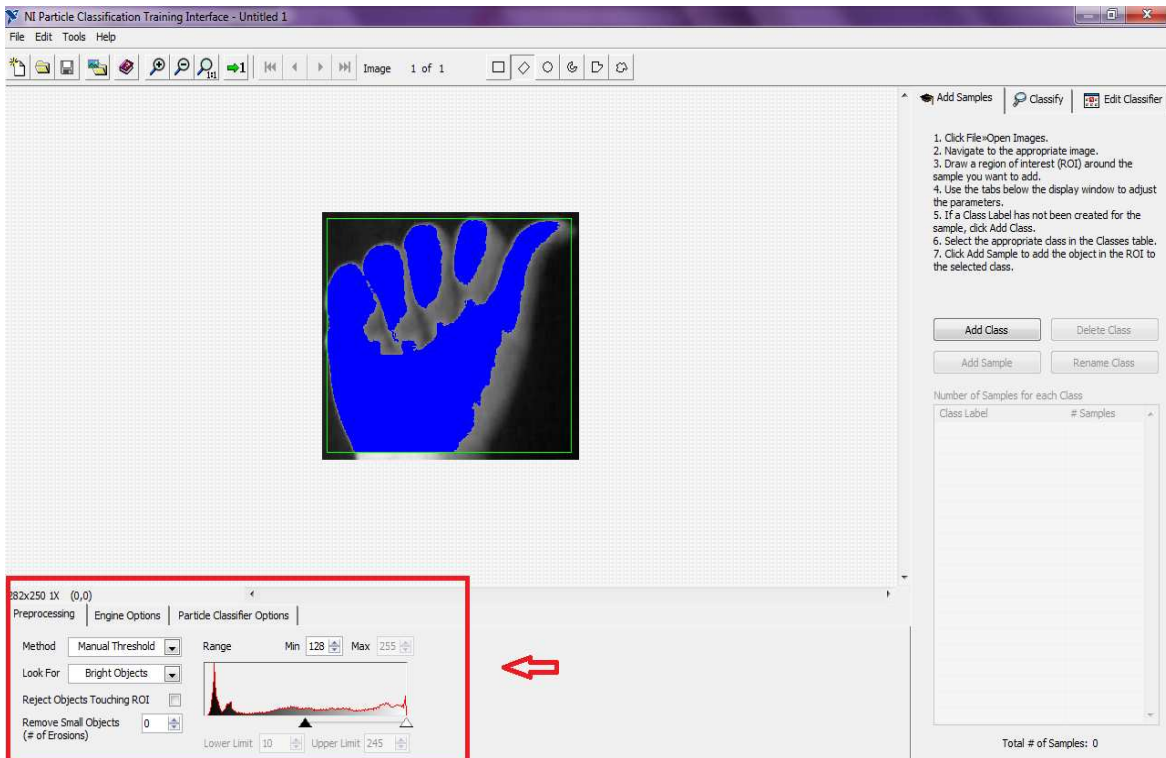 NI Particle Classification Training Interface - Untitled 1
File Edit Tools Help
1:1
1 Image 1 of 1
Add Samples Classify Edit Classifier
1. Click File»Open Images.
2. Navigate to the appropriate image.
3. Draw a region of interest (ROI) around the
sample you want to add.
4. Use the tabs below the display window to adjust
the parameters.
5. If a Class Label has not been created for the
sample, click Add Class.
6. Select the appropriate class in the Classes table.
7. Click Add Sample to add the object in the ROI to
the selected class.
Add Class Delete Class
Add Sample Rename Class
Number of Samples for each Class
Class Label # Samples
Total # of Samples: 0
282x250 1X (0,0)
Preprocessing Engine Options Particle Classifier Options
Method Manual Threshold Range Min 128 Max 255
Look For Bright Objects
Reject Objects Touching ROI
Remove Small Objects 0
(# of Erosions)
Lower Limit 10 Upper Limit 245